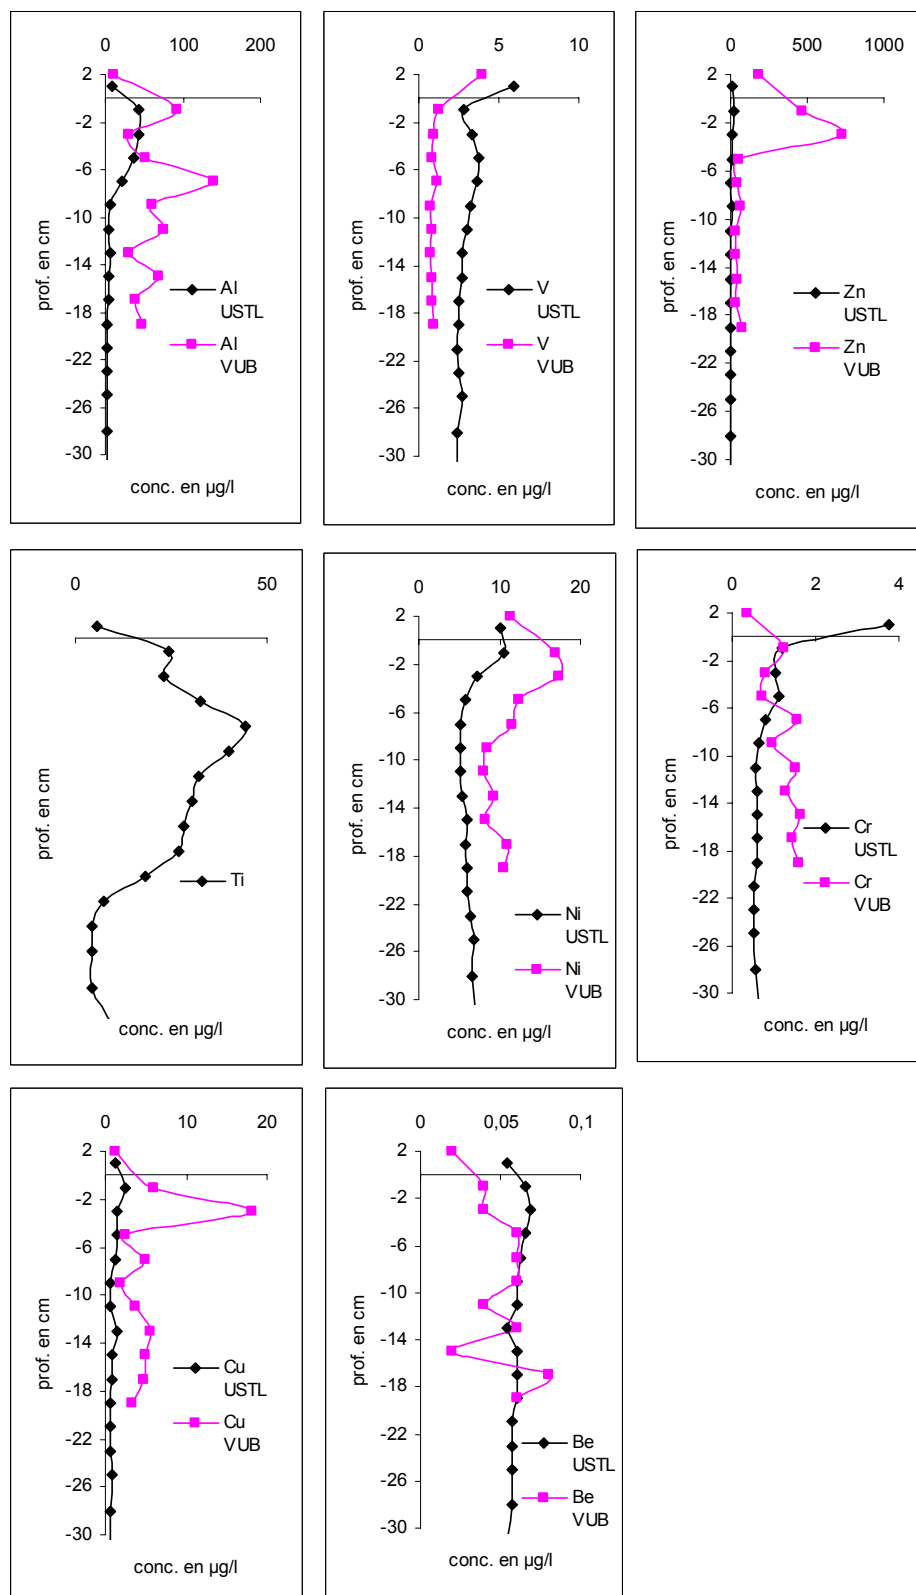 0 100 200
2
-2
-6
-10
-14
-18
-22
-26
-30
prof. en cm
Al
USTL
Al
VUB
conc. en µg/l
0 5 10
2
-2
-6
-10
-14
-18
-22
-26
-30
prof. en cm
V
USTL
V
VUB
conc. en µg/l
0 500 1000
2
-2
-6
-10
-14
-18
-22
-26
-30
prof. en cm
Zn
USTL
Zn
VUB
conc. en µg/l
0 50
prof. en cm
Ti
conc. en µg/l
0 10 20
2
-2
-6
-10
-14
-18
-22
-26
-30
prof. en cm
Ni
USTL
Ni
VUB
conc. en µg/l
0 2 4
2
-2
-6
-10
-14
-18
-22
-26
-30
prof. en cm
Cr
USTL
Cr
VUB
conc. en µg/l
0 10 20
2
-2
-6
-10
-14
-18
-22
-26
-30
prof. en cm
Cu
USTL
Cu
VUB
conc. en µg/l
0 0,05 0,1
2
-2
-6
-10
-14
-18
-22
-26
-30
prof. en cm
Be
USTL
Be
VUB
conc. en µg/l